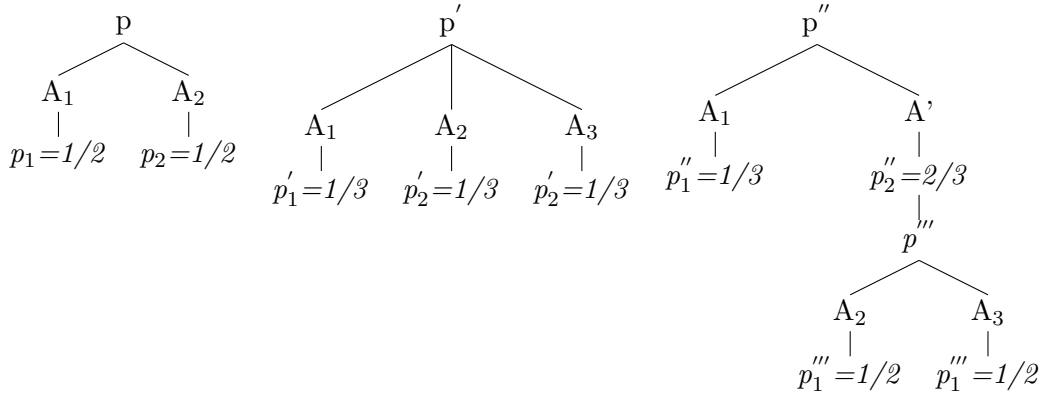 p p′ p′′
A₁ A₂ A₁ A₂ A₃ A₁ A’
p₁=1/2 p₂=1/2 p′₁=1/3 p′₂=1/3 p′₂=1/3 p′′₁=1/3 p′′₂=2/3
p′′′
A₂ A₃
p′′′₁=1/2 p′′′₁=1/2